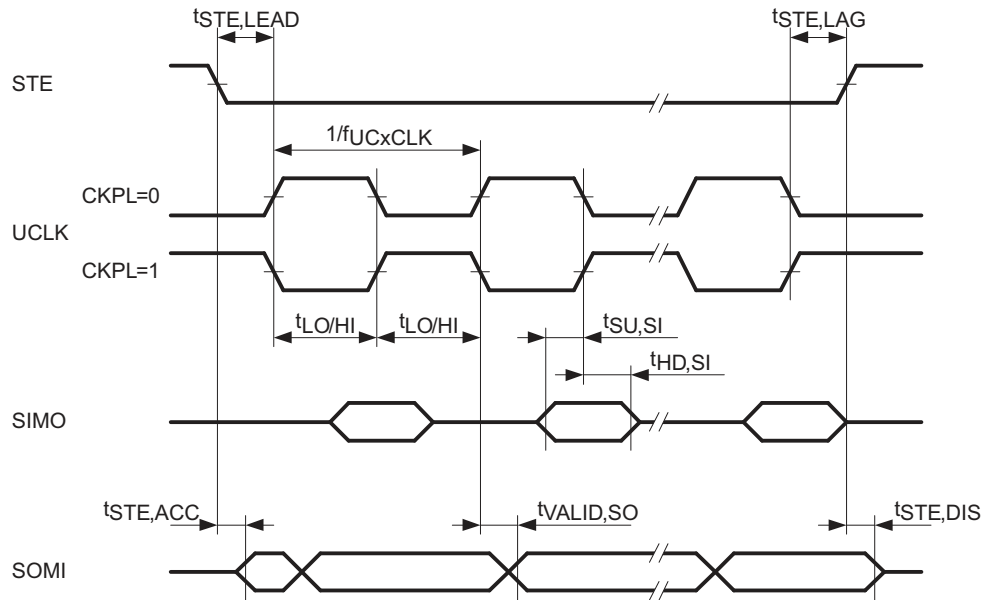 tSTE,LEAD
tSTE,LAG
STE
1/fUCxCLK
CKPL=0
UCLK
CKPL=1
tLO/HI
tLO/HI
tSU,SI
tHD,SI
SIMO
tSTE,ACC
tVALID,SO
tSTE,DIS
SOMI